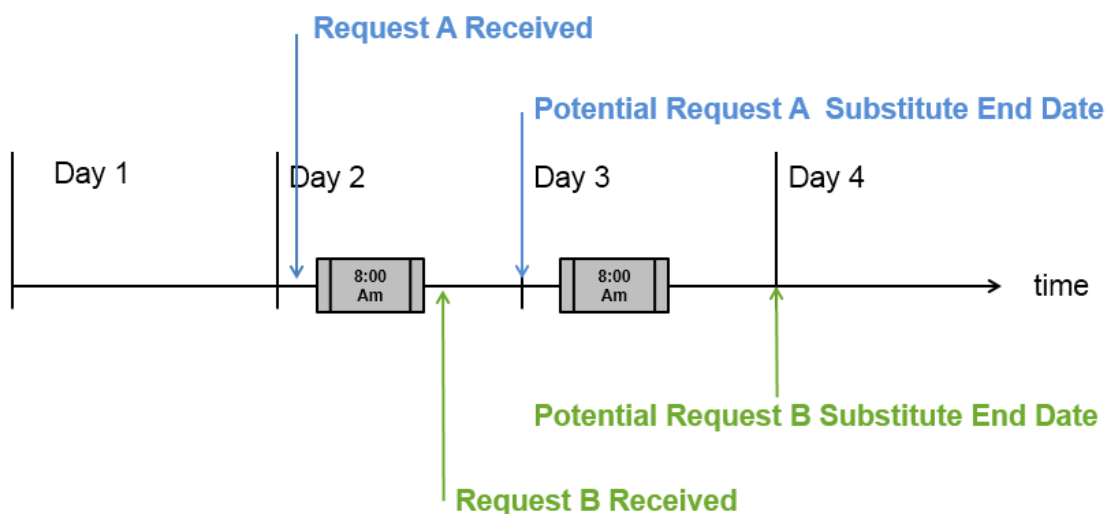 Request A Received
Potential Request A Substitute End Date
Day 1
Day 2
Day 3
Day 4
8:00
Am
8:00
Am
time
Potential Request B Substitute End Date
Request B Received